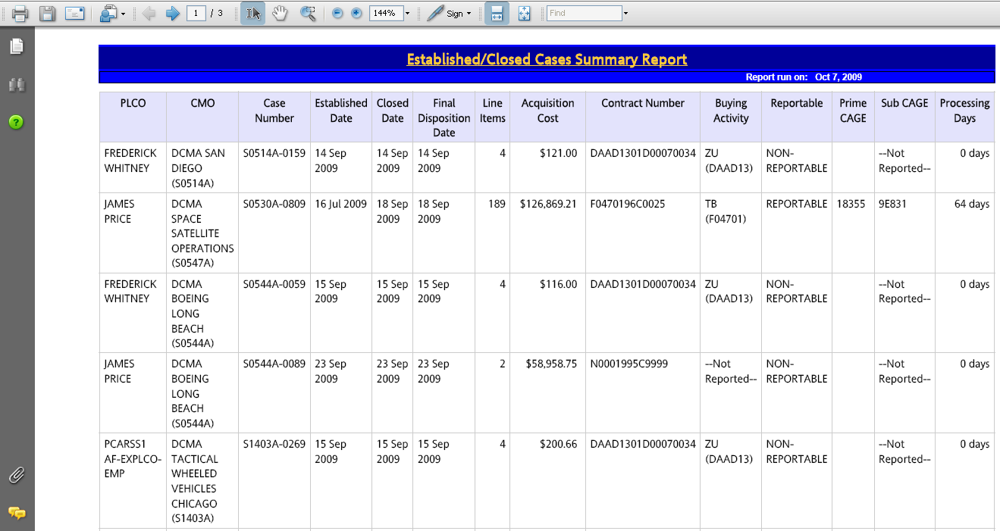 1 / 3 144% Sign Find
Established/Closed Cases Summary Report
Report run on: Oct 7, 2009
PLCO CMO Case Established Closed Final Line Acquisition Contract Number Buying Reportable Prime Sub CAGE Processing
Number Date Date Disposition Items Cost Activity CAGE Days
Date
FREDERICK DCMA SAN S0514A-0159 14 Sep 14 Sep 14 Sep 4 $121.00 DAAD1301D00070034 ZU NON- --Not 0 days
WHITNEY DIEGO 2009 2009 2009 (DAAD13) REPORTABLE Reported--
(S0514A)
JAMES DCMA S0530A-0809 16 Jul 2009 18 Sep 18 Sep 189 $126,869.21 F0470196C0025 TB REPORTABLE 18355 9E831 64 days
PRICE SPACE 2009 2009 (F04701)
SATELLITE
OPERATIONS
(S0547A)
FREDERICK DCMA S0544A-0059 15 Sep 15 Sep 15 Sep 4 $116.00 DAAD1301D00070034 ZU NON- --Not 0 days
WHITNEY BOEING 2009 2009 2009 (DAAD13) REPORTABLE Reported--
LONG
BEACH
(S0544A)
JAMES DCMA S0544A-0089 23 Sep 23 Sep 23 Sep 2 $58,958.75 N0001995C9999 --Not NON- --Not 0 days
PRICE BOEING 2009 2009 2009 Reported-- REPORTABLE Reported--
LONG
BEACH
(S0544A)
PCARSS1 DCMA S1403A-0269 15 Sep 15 Sep 15 Sep 4 $200.66 DAAD1301D00070034 ZU NON- --Not 0 days
AF-EXPLCO- TACTICAL 2009 2009 2009 (DAAD13) REPORTABLE Reported--
EMP WHEELED
VEHICLES
CHICAGO
(S1403A)